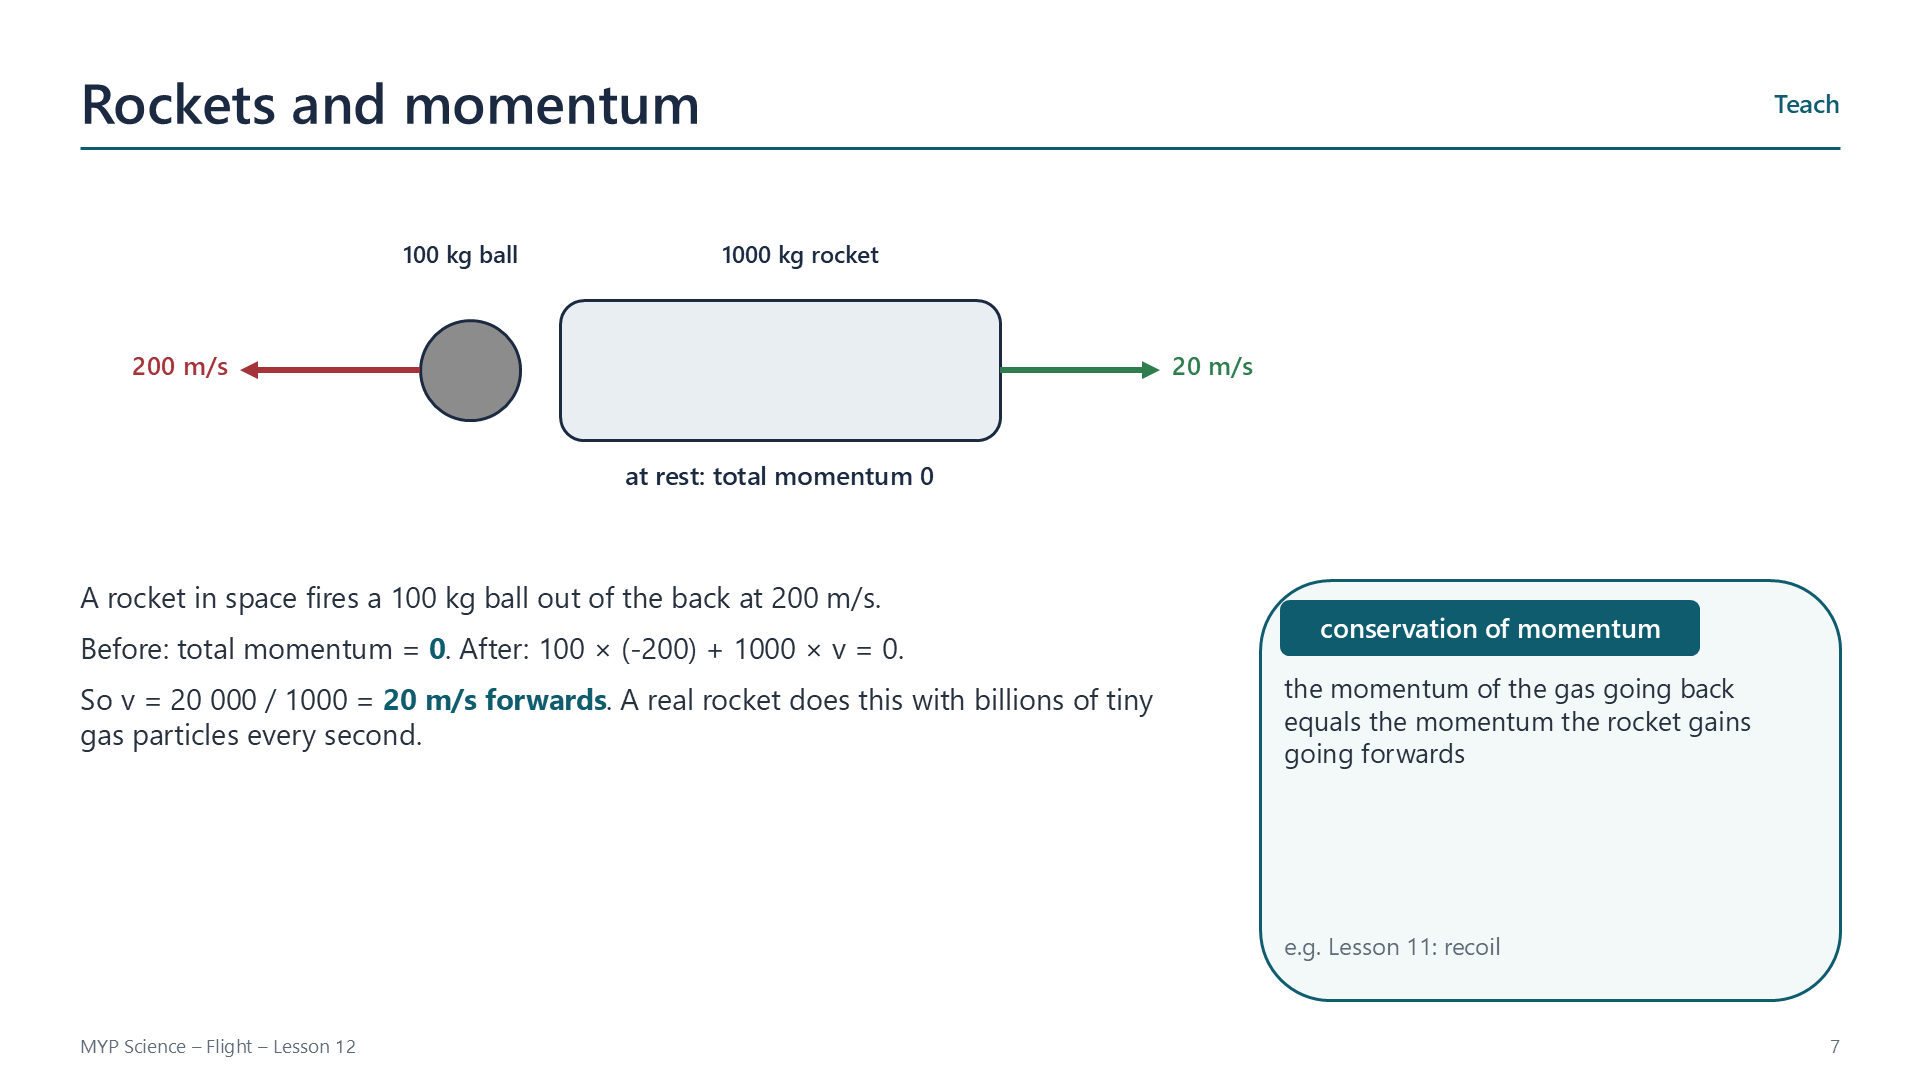 Rockets and momentum
Teach
100 kg ball
1000 kg rocket
200 m/s
20 m/s
at rest: total momentum 0
A rocket in space fires a 100 kg ball out of the back at 200 m/s.
Before: total momentum = 0. After: 100 × (-200) + 1000 × v = 0.
So v = 20 000 / 1000 = 20 m/s forwards. A real rocket does this with billions of tiny
gas particles every second.
conservation of momentum
the momentum of the gas going back
equals the momentum the rocket gains
going forwards
e.g. Lesson 11: recoil
MYP Science – Flight – Lesson 12
7